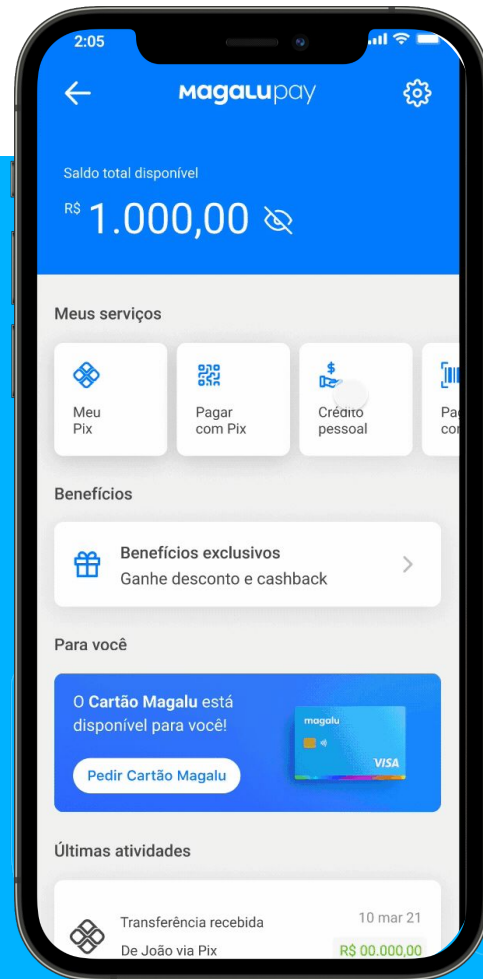 2:05
Magalupay
Saldo total disponível
R$ 1.000,00
Meus serviços
Meu
Pix
Pagar
com Pix
Crédito
pessoal
Benefícios
Benefícios exclusivos
Ganhe desconto e cashback
Para você
O Cartão Magalu está
disponível para você!
Pedir Cartão Magalu
magalu
VISA
Últimas atividades
Transferência recebida
10 mar 21
De João via Pix
R$ 00.000,00